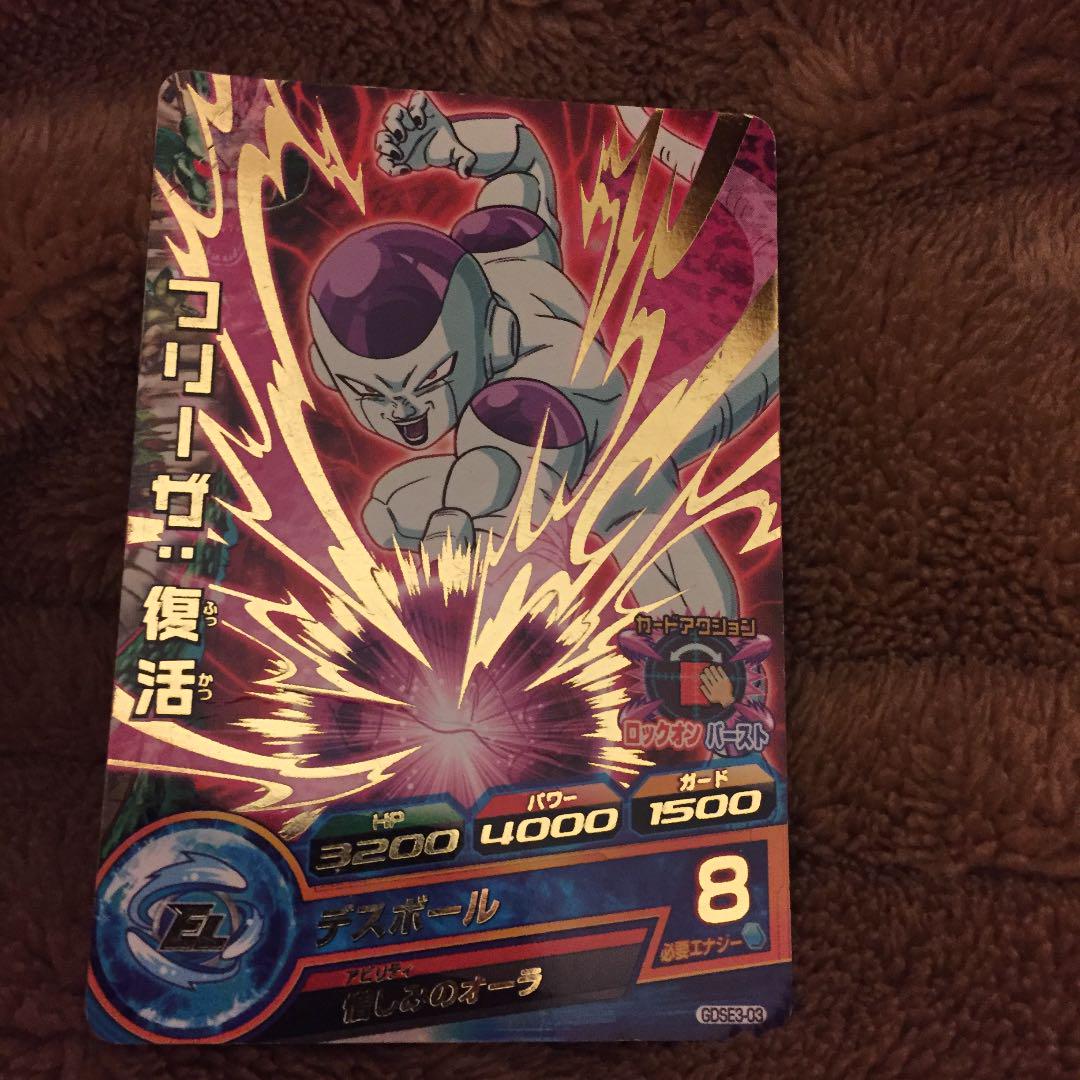 フリーザ：復活
ふっ
かつ
カードアクション
ロックオン バースト
HP
3200
パワー
4000
ガード
1500
EL
デスボール
8
必要エナジー
アビリティ
憎しみのオーラ
GDSE3-03